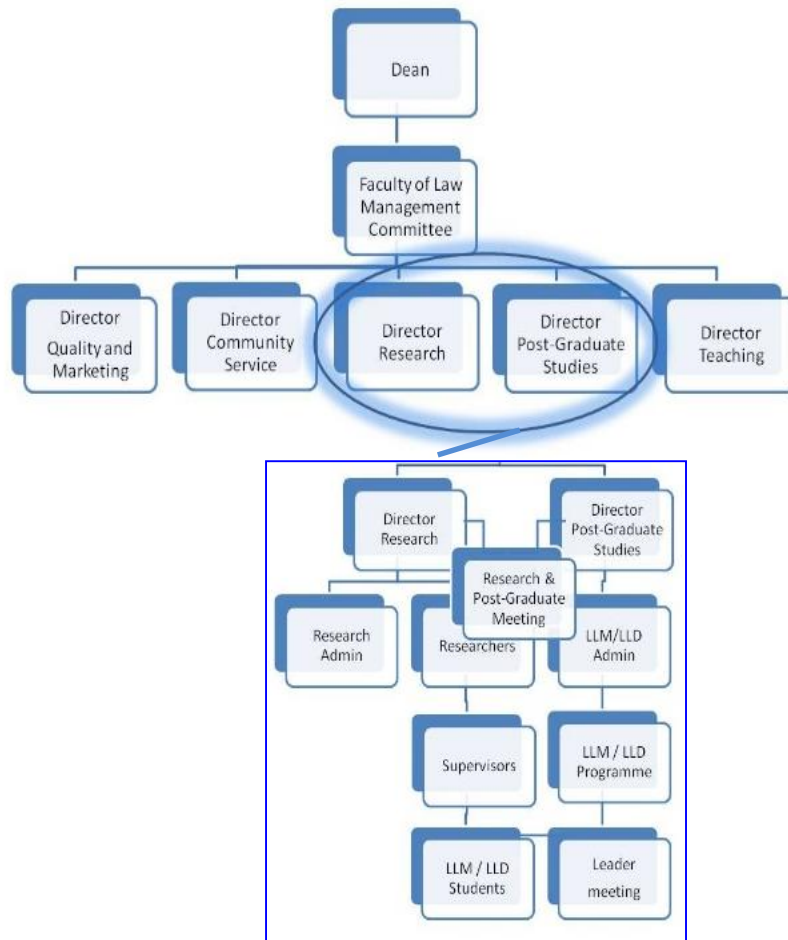 Dean
Faculty of Law
Management
Committee
Director
Quality and
Marketing
Director
Community
Service
Director
Research
Director
Post-Graduate
Studies
Director
Teaching
Director
Research
Director
Post-Graduate
Studies
Research &
Post-Graduate
Meeting
Research
Admin
Researchers
LLM/LLD
Admin
Supervisors
LLM / LLD
Programme
LLM / LLD
Students
Leader
meeting